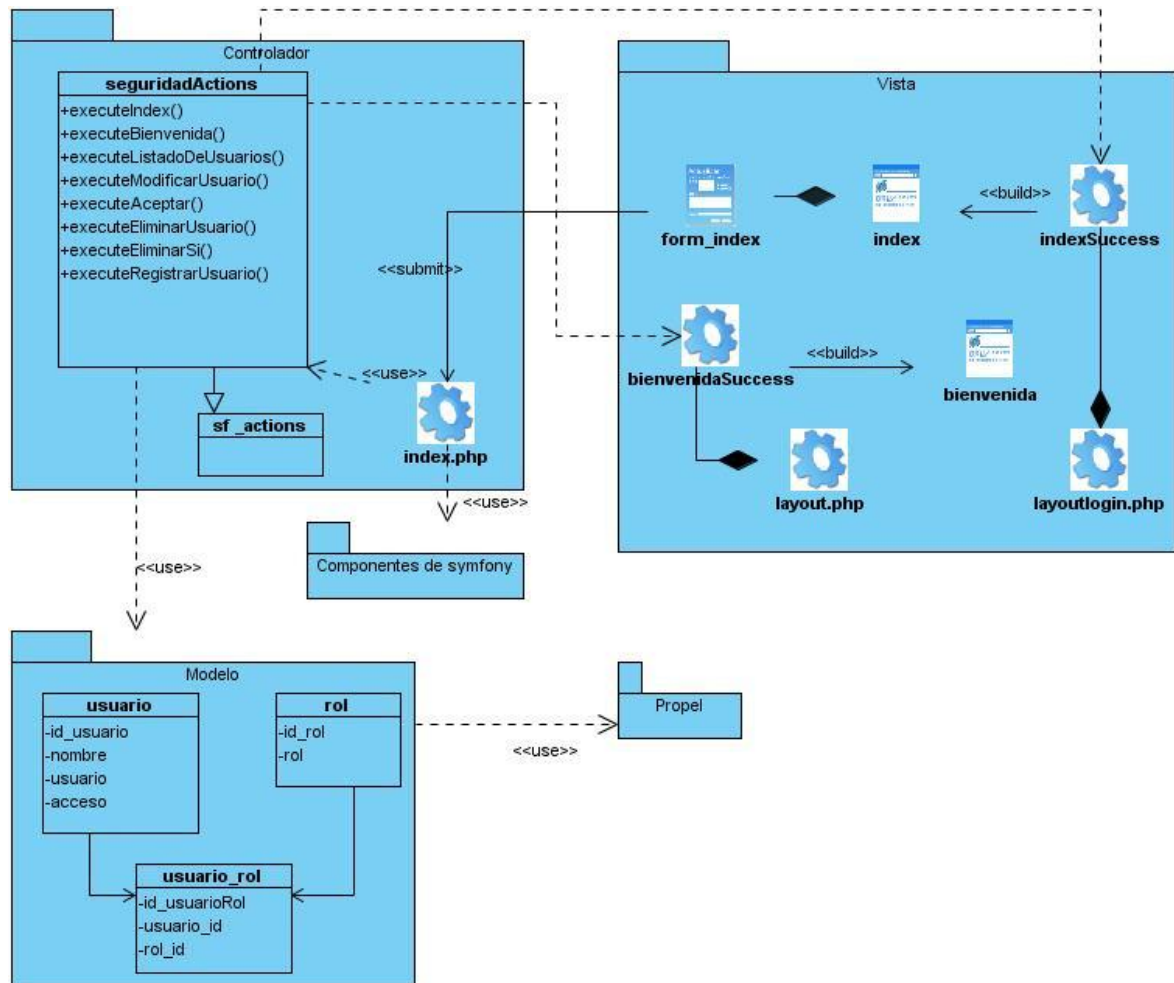 Controlador
seguridadActions
+executeIndex()
+executeBienvenida()
+executeListadoDeUsuarios()
+executeModificarUsuario()
+executeAceptar()
+executeEliminarUsuario()
+executeEliminarSi()
+executeRegistrarUsuario()
<<submit>>
<<use>>
sf _actions
index.php
<<use>>
Componentes de symfony
<<use>>
Vista
form_index
index
<<build>>
indexSuccess
bienvenidaSuccess
<<build>>
bienvenida
layout.php
layoutlogin.php
Modelo
usuario
-id_usuario
-nombre
-usuario
-acceso
rol
-id_rol
-rol
usuario_rol
-id_usuarioRol
-usuario_id
-rol_id
<<use>>
Propel